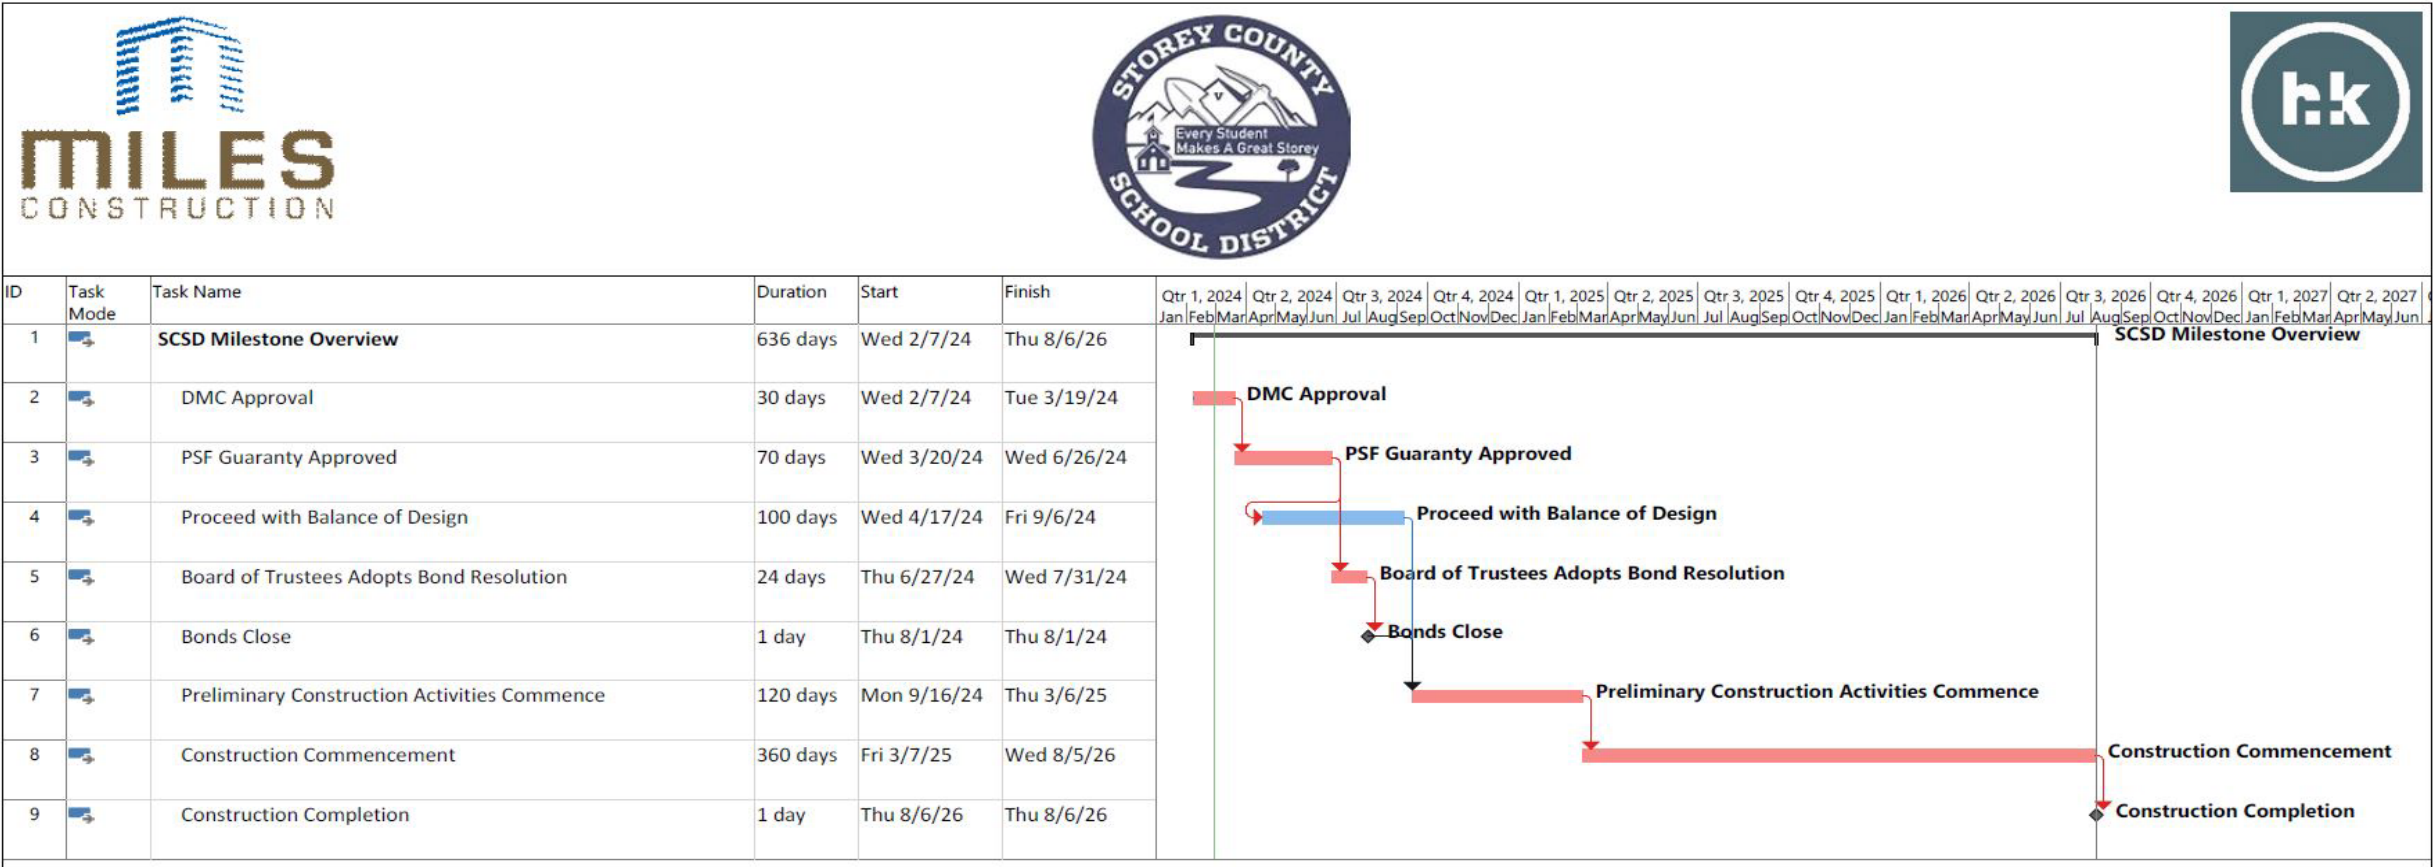 MILES
CONSTRUCTION
STOREY COUNTY
Every Student
Makes A Great Storey
SCHOOL DISTRICT
V
h:k
ID Task Mode Task Name Duration Start Finish
Qtr 1, 2024 Qtr 2, 2024 Qtr 3, 2024 Qtr 4, 2024 Qtr 1, 2025 Qtr 2, 2025 Qtr 3, 2025 Qtr 4, 2025 Qtr 1, 2026 Qtr 2, 2026 Qtr 3, 2026 Qtr 4, 2026 Qtr 1, 2027 Qtr 2, 2027
Jan Feb Mar Apr May Jun Jul Aug Sep Oct Nov Dec Jan Feb Mar Apr May Jun Jul Aug Sep Oct Nov Dec Jan Feb Mar Apr May Jun Jul Aug Sep Oct Nov Dec Jan Feb Mar Apr May Jun
1 SCSD Milestone Overview 636 days Wed 2/7/24 Thu 8/6/26 SCSD Milestone Overview
2 DMC Approval 30 days Wed 2/7/24 Tue 3/19/24 DMC Approval
3 PSF Guaranty Approved 70 days Wed 3/20/24 Wed 6/26/24 PSF Guaranty Approved
4 Proceed with Balance of Design 100 days Wed 4/17/24 Fri 9/6/24 Proceed with Balance of Design
5 Board of Trustees Adopts Bond Resolution 24 days Thu 6/27/24 Wed 7/31/24 Board of Trustees Adopts Bond Resolution
6 Bonds Close 1 day Thu 8/1/24 Thu 8/1/24 Bonds Close
7 Preliminary Construction Activities Commence 120 days Mon 9/16/24 Thu 3/6/25 Preliminary Construction Activities Commence
8 Construction Commencement 360 days Fri 3/7/25 Wed 8/5/26 Construction Commencement
9 Construction Completion 1 day Thu 8/6/26 Thu 8/6/26 Construction Completion